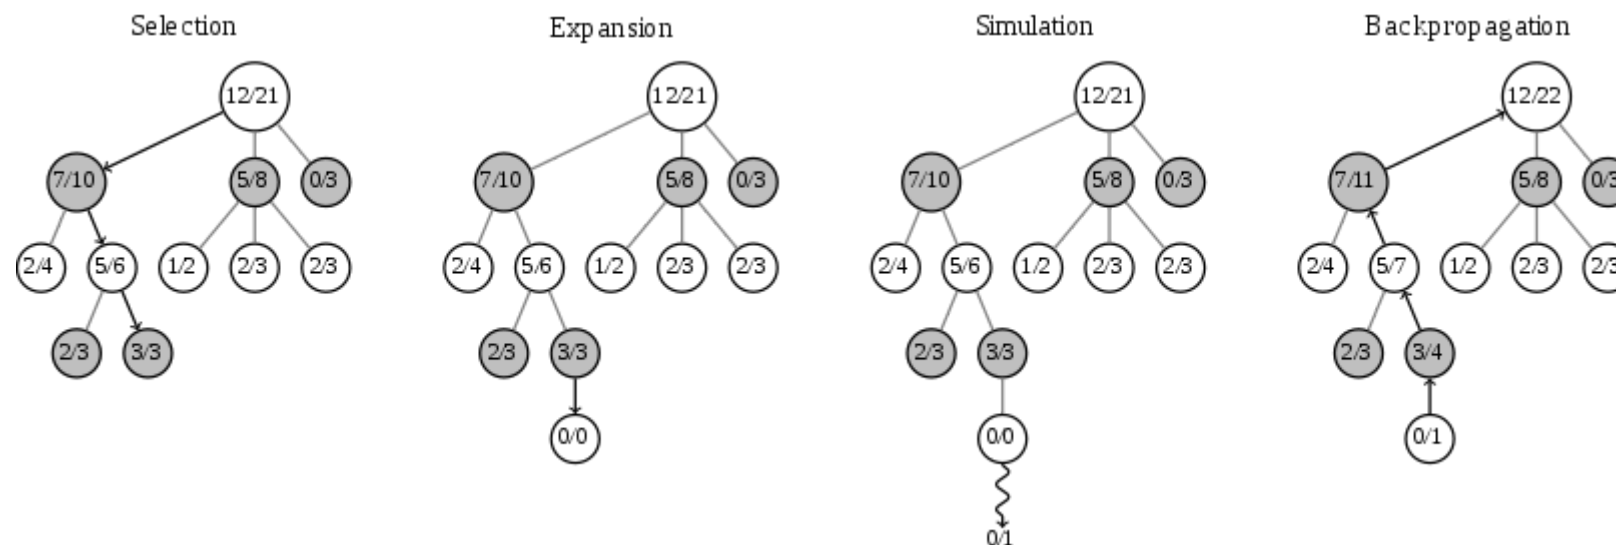 Selection Expansion Simulation Backpropagation
12/21 12/21 12/21 12/22
7/10 5/8 0/3 7/10 5/8 0/3 7/10 5/8 0/3 7/11 5/8 0/3
2/4 5/6 1/2 2/3 2/3 2/4 5/6 1/2 2/3 2/3 2/4 5/6 1/2 2/3 2/3 2/4 5/7 1/2 2/3 2/3
2/3 3/3 2/3 3/3 2/3 3/3 2/3 3/4
0/0 0/0 0/1
0/1